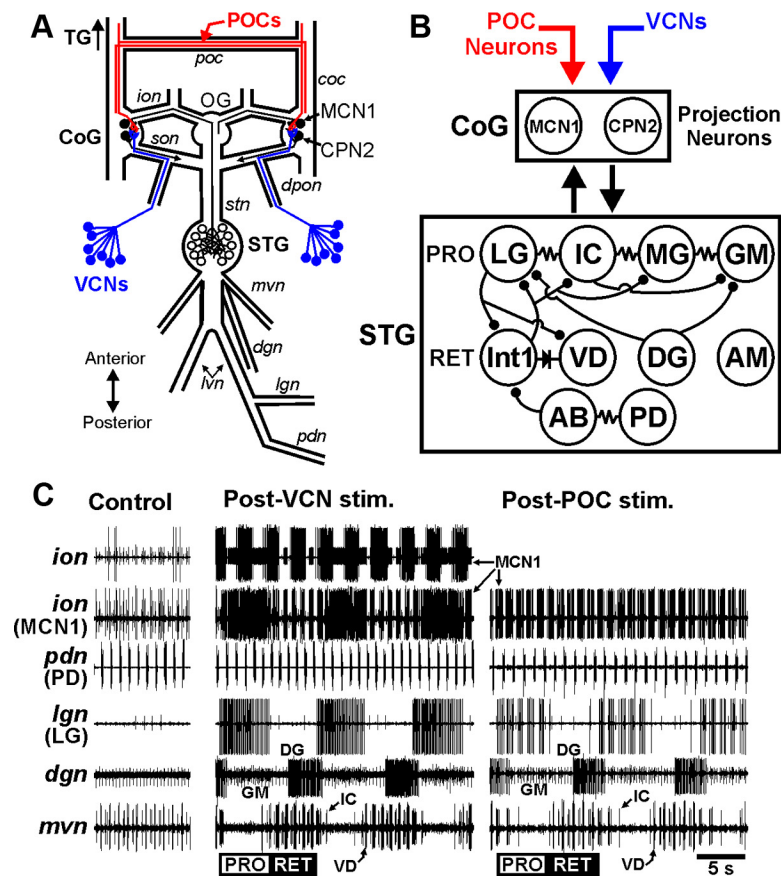 A
TG
POCs
poc
coc
ion
OG
MCN1
CoG
son
CPN2
dpon
stn
STG
VCNs
mvn
dgn
Anterior
Posterior
lvn
lgn
pdn
B
POC
Neurons
VCNs
CoG
MCN1
CPN2
Projection
Neurons
STG
PRO
LG
IC
MG
GM
RET
Int1
VD
DG
AM
AB
PD
C
Control
Post-VCN stim.
Post-POC stim.
ion
MCN1
ion
(MCN1)
pdn
(PD)
lgn
(LG)
DG
DG
dgn
GM
GM
IC
IC
mvn
PRO RET
VD
PRO RET
VD
5 s